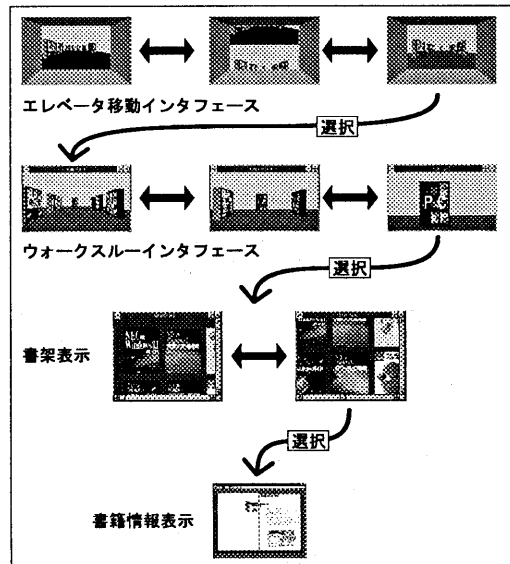 エレベータ移動インタフェース
選択
ウォークスルーインタフェース
選択
書架表示
選択
書籍情報表示